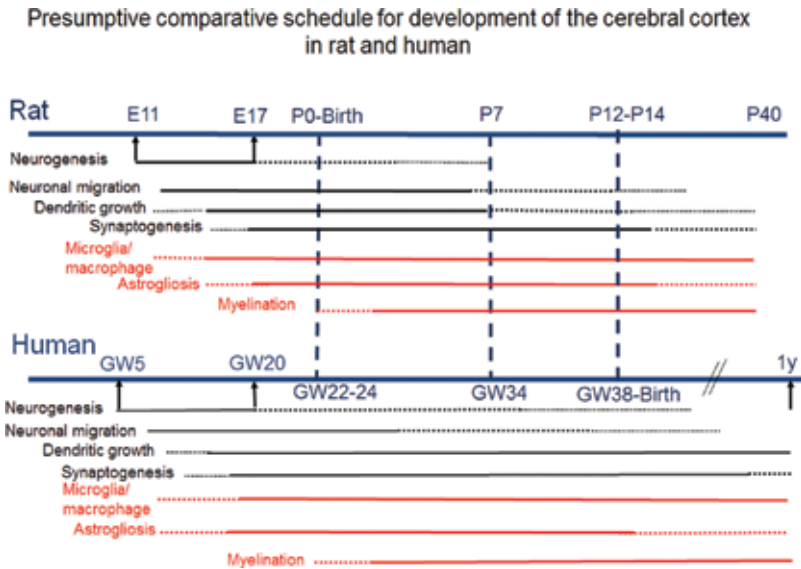 Presumptive comparative schedule for development of the cerebral cortex
in rat and human
Rat
E11 E17 P0-Birth P7 P12-P14 P40
Neurogenesis
Neuronal migration
Dendritic growth
Synaptogenesis
Microglia/
macrophage
Astrogliosis
Myelination
Human
GW5 GW20 1y
GW22-24 GW34 GW38-Birth
Neurogenesis
Neuronal migration
Dendritic growth
Synaptogenesis
Microglia/
macrophage
Astrogliosis
Myelination